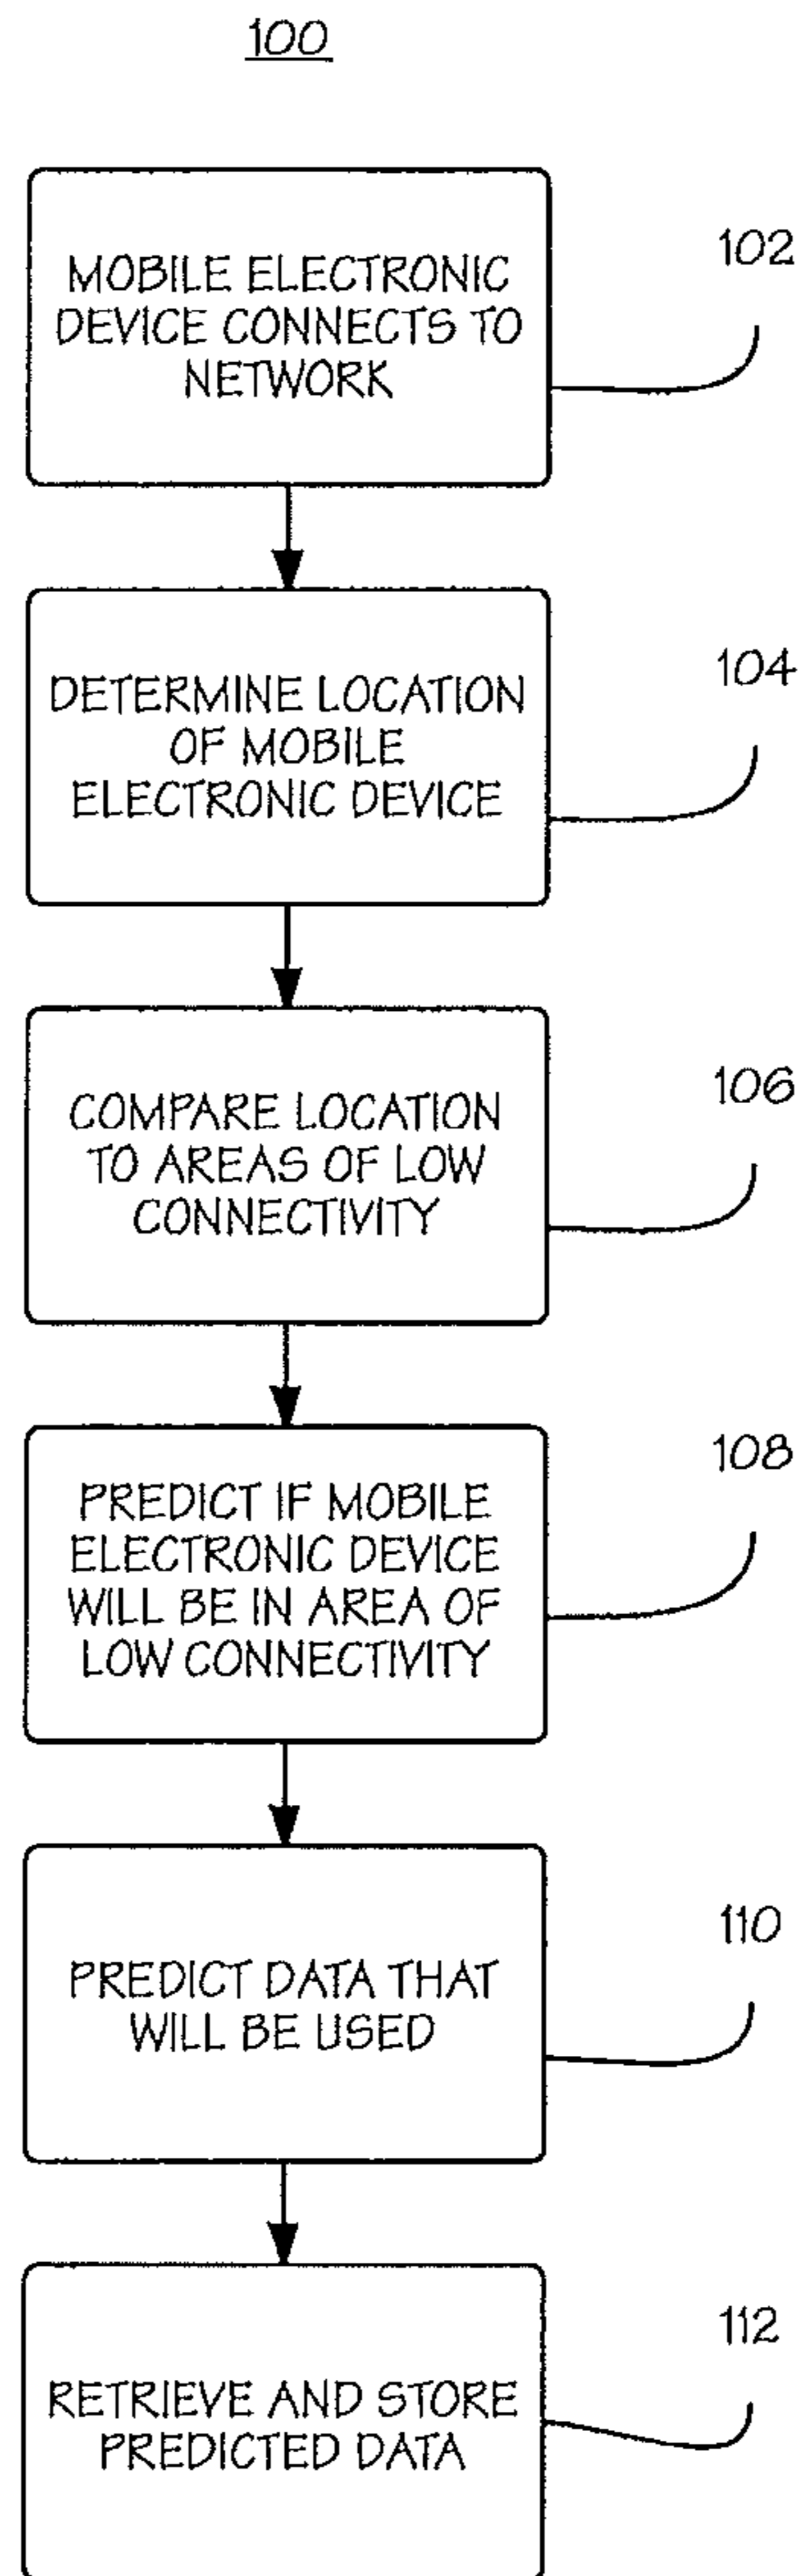 100
MOBILE ELECTRONIC
DEVICE CONNECTS TO
NETWORK
102
DETERMINE LOCATION
OF MOBILE
ELECTRONIC DEVICE
104
COMPARE LOCATION
TO AREAS OF LOW
CONNECTIVITY
106
PREDICT IF MOBILE
ELECTRONIC DEVICE
WILL BE IN AREA OF
LOW CONNECTIVITY
108
PREDICT DATA THAT
WILL BE USED
110
RETRIEVE AND STORE
PREDICTED DATA
112